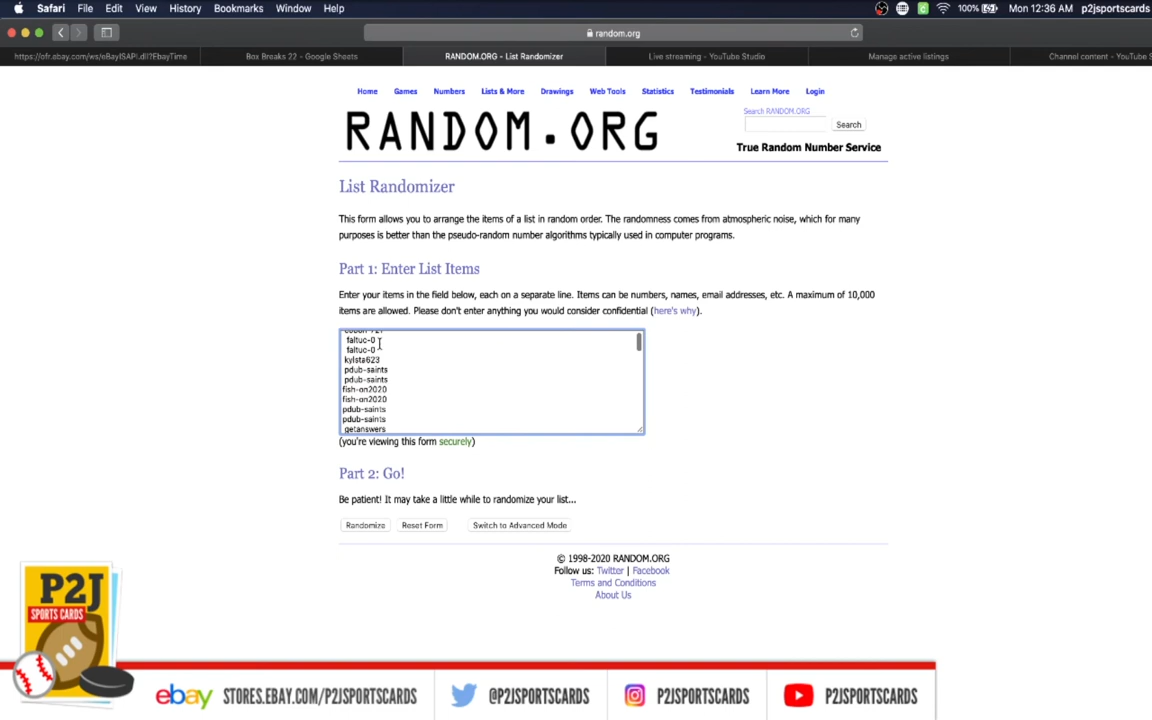 Safari File Edit View History Bookmarks Window Help 100% Mon 12:36 AM p2jsportscards
random.org
https://ofr.ebay.com/ws/eBayISAPI.dll?EbayTime Box Breaks 22 - Google Sheets RANDOM.ORG - List Randomizer Live streaming - YouTube Studio Manage active listings Channel content - YouTube S
Home Games Numbers Lists & More Drawings Web Tools Statistics Testimonials Learn More Login
Search RANDOM.ORG
RANDOM.ORG
Search
True Random Number Service
List Randomizer
This form allows you to arrange the items of a list in random order. The randomness comes from atmospheric noise, which for many
purposes is better than the pseudo-random number algorithms typically used in computer programs.
Part 1: Enter List Items
Enter your items in the field below, each on a separate line. Items can be numbers, names, email addresses, etc. A maximum of 10,000
items are allowed. Please don't enter anything you would consider confidential (here's why).
faltuc-0
faltuc-0
kylsta623
pdub-saints
pdub-saints
fish-on2020
fish-on2020
pdub-saints
pdub-saints
getanswers
(you're viewing this form securely)
Part 2: Go!
Be patient! It may take a little while to randomize your list...
Randomize Reset Form Switch to Advanced Mode
© 1998-2020 RANDOM.ORG
Follow us: Twitter | Facebook
Terms and Conditions
About Us
P2J
SPORTS CARDS
ebay STORES.EBAY.COM/P2JSPORTSCARDS @P2JSPORTSCARDS P2JSPORTSCARDS P2JSPORTSCARDS